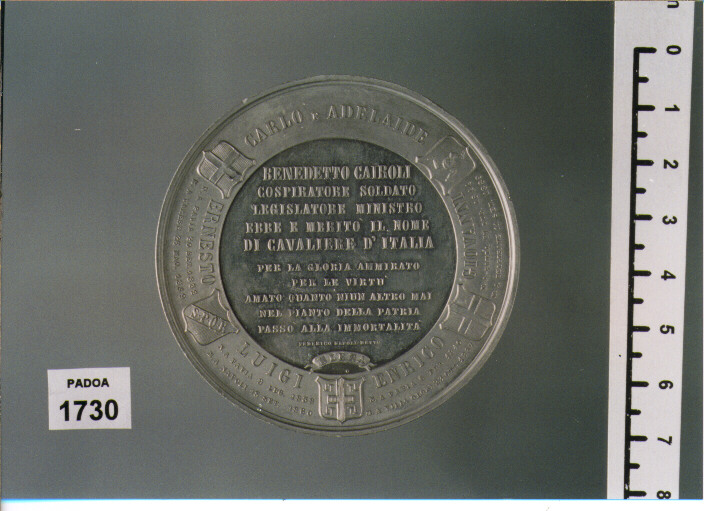 CARLO E ADELAIDE
BENEDETTO CAIROLI
COSPIRATORE SOLDATO
LEGISLATORE MINISTRO
EBBE E MERITÒ IL NOME
DI CAVALIERE D'ITALIA
PER LA GLORIA AMMIRATO
PER LE VIRTÙ
AMATO QUANTO NIUN ALTRO MAI
NEL PIANTO DELLA PATRIA
PASSÒ ALLA IMMORTALITÀ
ERNESTO
LUIGI
ENRICO
GIOVANNI
S.P.Q.R.
PADOA
1730
0
1
2
3
4
5
6
7
8